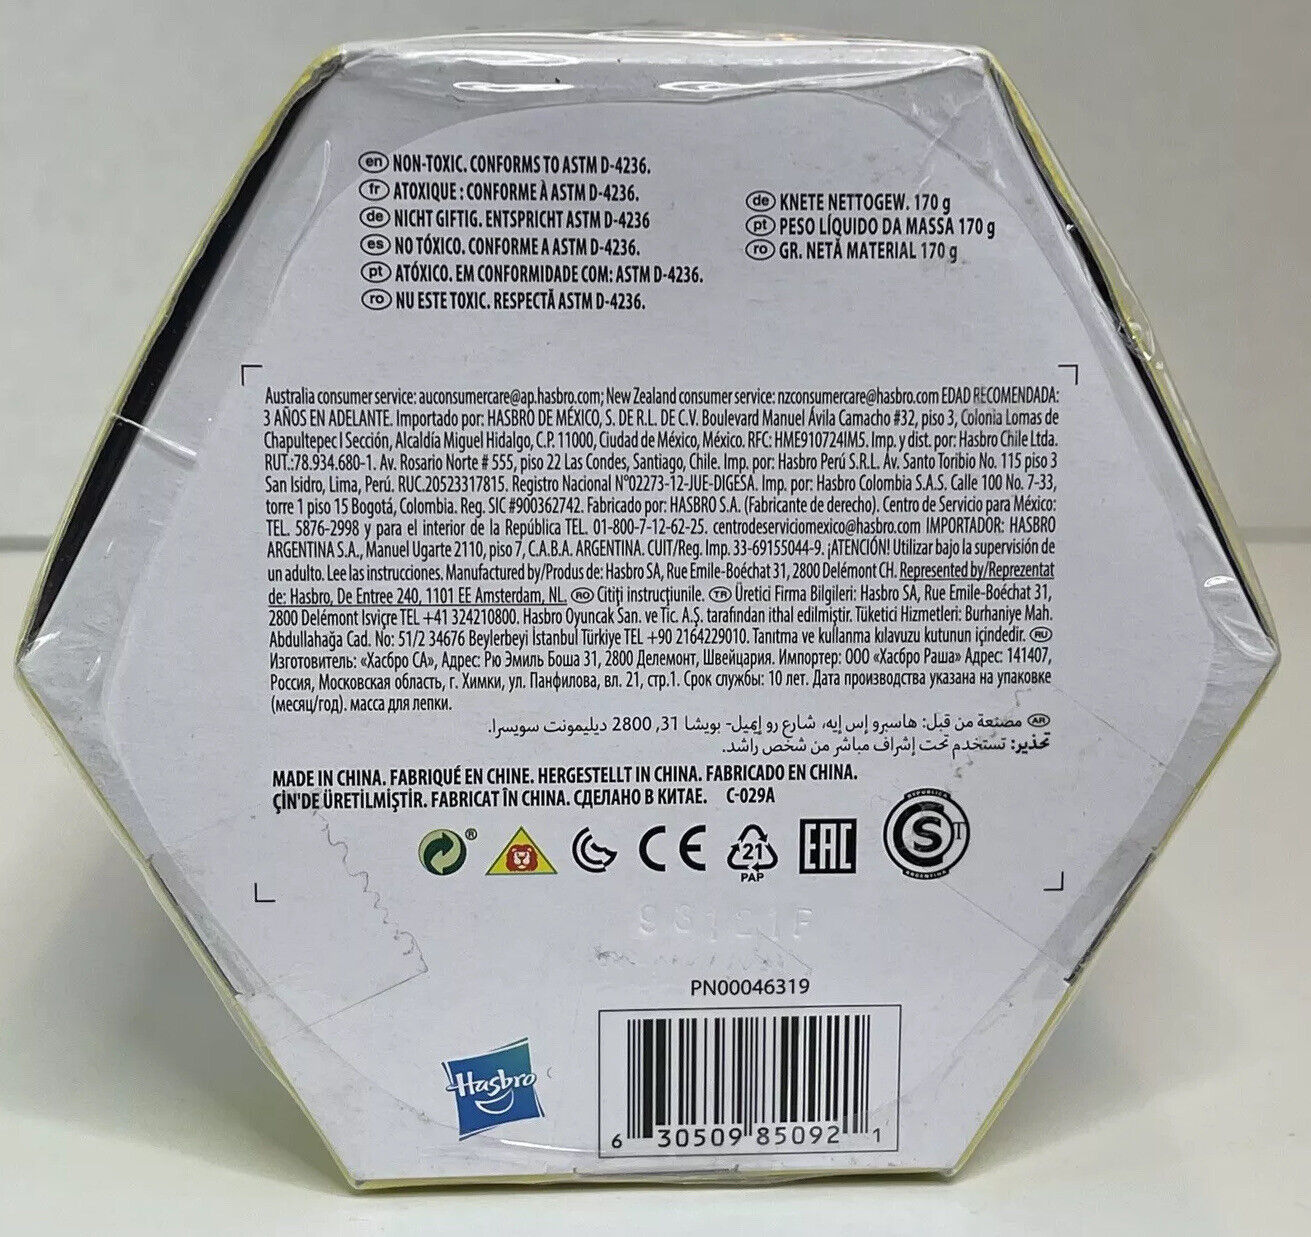 en NON-TOXIC. CONFORMS TO ASTM D-4236.
fr ATOXIQUE : CONFORME À ASTM D-4236.
de NICHT GIFTIG. ENTSPRICHT ASTM D-4236
es NO TÓXICO. CONFORME A ASTM D-4236.
pt ATÓXICO. EM CONFORMIDADE COM: ASTM D-4236.
ro NU ESTE TOXIC. RESPECTĂ ASTM D-4236.
de KNETE NETTOGEW. 170 g
pt PESO LÍQUIDO DA MASSA 170 g
ro GR. NETĂ MATERIAL 170 g
Australia consumer service: auconsumercare@ap.hasbro.com; New Zealand consumer service: nzconsumercare@hasbro.com EDAD RECOMENDADA:
3 AÑOS EN ADELANTE. Importado por: HASBRO DE MÉXICO, S. DE R.L. DE C.V. Boulevard Manuel Ávila Camacho #32, piso 3, Colonia Lomas de
Chapultepec I Sección, Alcaldía Miguel Hidalgo, C.P. 11000, Ciudad de México, México. RFC: HME910724IM5. Imp. y dist. por: Hasbro Chile Ltda.
RUT.:78.934.680-1. Av. Rosario Norte # 555, piso 22 Las Condes, Santiago, Chile. Imp. por: Hasbro Perú S.R.L. Av. Santo Toribio No. 115 piso 3
San Isidro, Lima, Perú. RUC.20523317815. Registro Nacional N°02273-12-JUE-DIGESA. Imp. por: Hasbro Colombia S.A.S. Calle 100 No. 7-33,
torre 1 piso 15 Bogotá, Colombia. Reg. SIC #900362742. Fabricado por: HASBRO S.A. (Fabricante de derecho). Centro de Servicio para México:
TEL. 5876-2998 y para el interior de la República TEL. 01-800-7-12-62-25. centrodeserviciomexico@hasbro.com IMPORTADOR: HASBRO
ARGENTINA S.A., Manuel Ugarte 2110, piso 7, C.A.B.A. ARGENTINA. CUIT/Reg. Imp. 33-69155044-9. ¡ATENCIÓN! Utilizar bajo la supervisión de
un adulto. Lee las instrucciones. Manufactured by/Produs de: Hasbro SA, Rue Emile-Boéchat 31, 2800 Delémont CH. Represented by/Reprezentat
de: Hasbro, De Entree 240, 1101 EE Amsterdam, NL. RO Citiți instrucțiunile. TR Üretici Firma Bilgileri: Hasbro SA, Rue Emile-Boéchat 31,
2800 Delémont Isviçre TEL +41 324210800. Hasbro Oyuncak San. ve Tic. A.Ş. tarafından ithal edilmiştir. Tüketici Hizmetleri: Burhaniye Mah.
Abdullahağa Cad. No: 51/2 34676 Beylerbeyi İstanbul Türkiye TEL +90 2164229010. Tanıtma ve kullanma kılavuzu kutunun içindedir. RU
Изготовитель: «Хасбро СА», Адрес: Рю Эмиль Боша 31, 2800 Делемонт, Швейцария. Импортер: ООО «Хасбро Раша» Адрес: 141407,
Россия, Московская область, г. Химки, ул. Панфилова, вл. 21, стр.1. Срок службы: 10 лет. Дата производства указана на упаковке
(месяц/год). масса для лепки.
AR مصنعة من قبل: هاسبرو إس إيه، شارع رو إيميل- بويشا 31, 2800 ديليمونت سويسرا.
تحذير: تستخدم تحت إشراف مباشر من شخص راشد.
MADE IN CHINA. FABRIQUÉ EN CHINE. HERGESTELLT IN CHINA. FABRICADO EN CHINA.
ÇİN'DE ÜRETİLMİŞTİR. FABRICAT ÎN CHINA. СДЕЛАНО В КИТАЕ. C-029A
® CE 21 PAP EAC REPUBLICA S T ARGENTINA
PN00046319
Hasbro
6 30509 85092 1